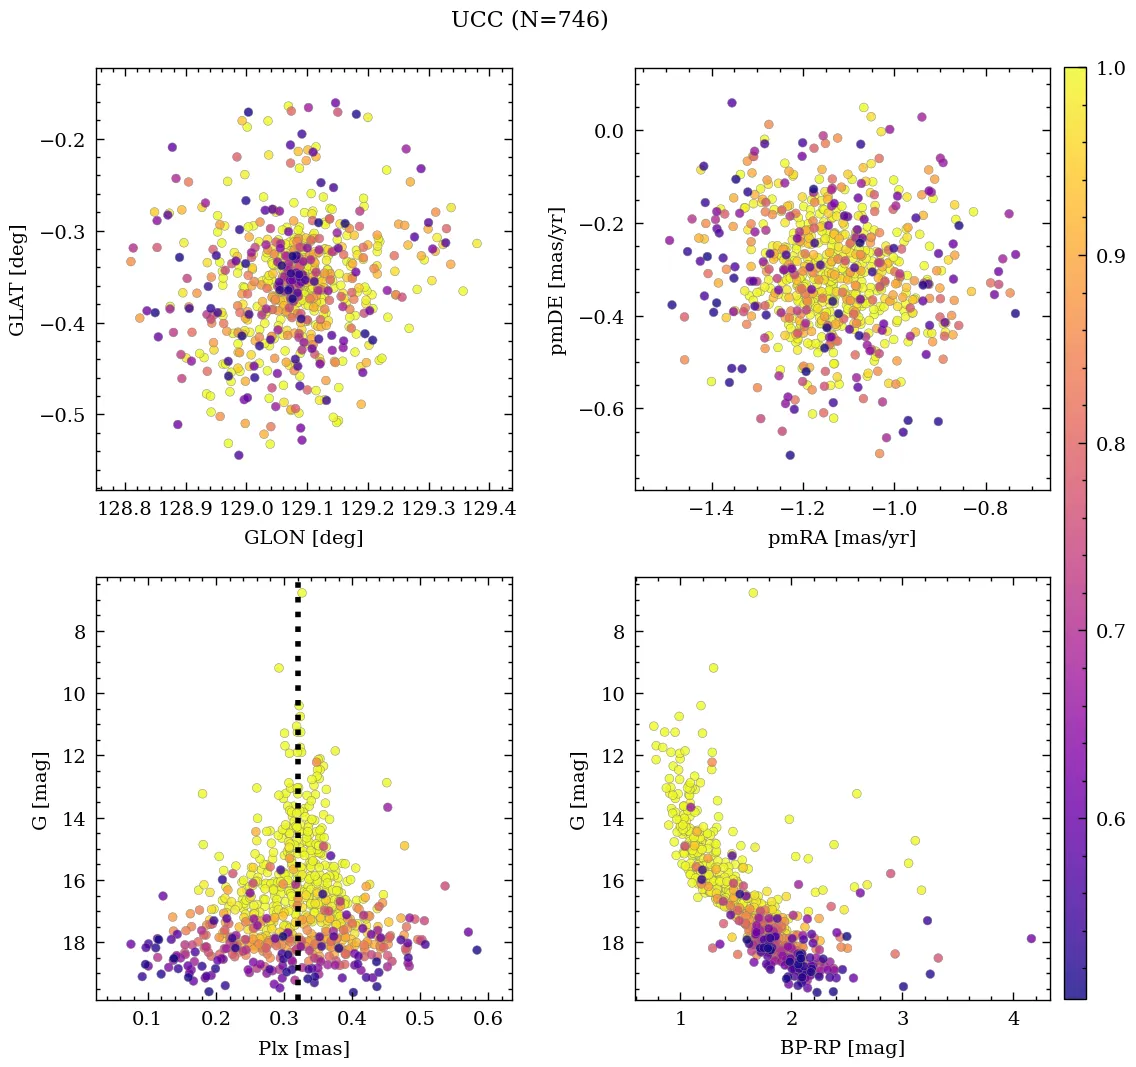 UCC (N=746)
−0.2
−0.3
−0.4
−0.5
GLAT [deg]
128.8 128.9 129.0 129.1 129.2 129.3 129.4
GLON [deg]
0.0
−0.2
−0.4
−0.6
pmDE [mas/yr]
−1.4 −1.2 −1.0 −0.8
pmRA [mas/yr]
8
10
12
14
16
18
G [mag]
0.1 0.2 0.3 0.4 0.5 0.6
Plx [mas]
8
10
12
14
16
18
G [mag]
1 2 3 4
BP-RP [mag]
1.0
0.9
0.8
0.7
0.6